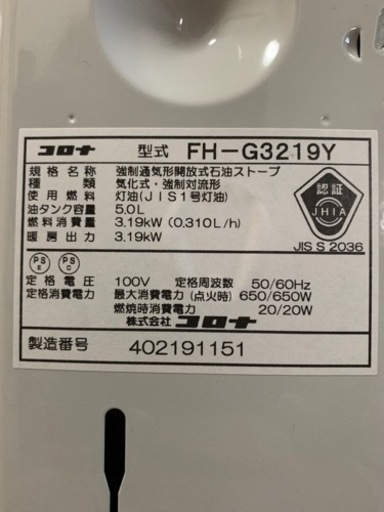 コロナ 型式 FH-G3219Y
規格名称 強制通気形開放式石油ストーブ
種類 気化式・強制対流形
使用燃料 灯油(JIS1号灯油)
油タンク容量 5.0L
燃料消費量 3.19kW(0.310L/h)
暖房出力 3.19kW
認証
JHIA
JIS S 2036
PS E PS C
定格電圧 100V 定格周波数 50/60Hz
定格消費電力 最大消費電力(点火時)650/650W
燃焼時消費電力 20/20W
株式会社コロナ
製造番号 402191151